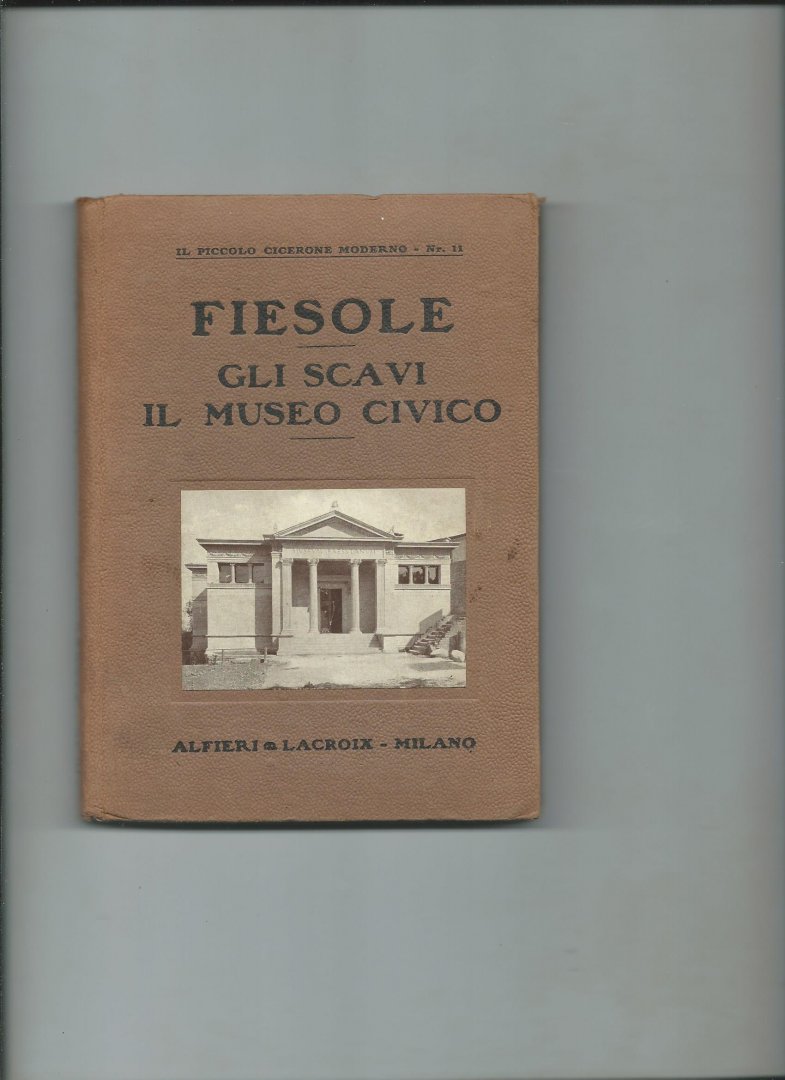 IL PICCOLO CICERONE MODERNO - Nr. 11
FIESOLE
GLI SCAVI
IL MUSEO CIVICO
ALFIERI & LACROIX - MILANO